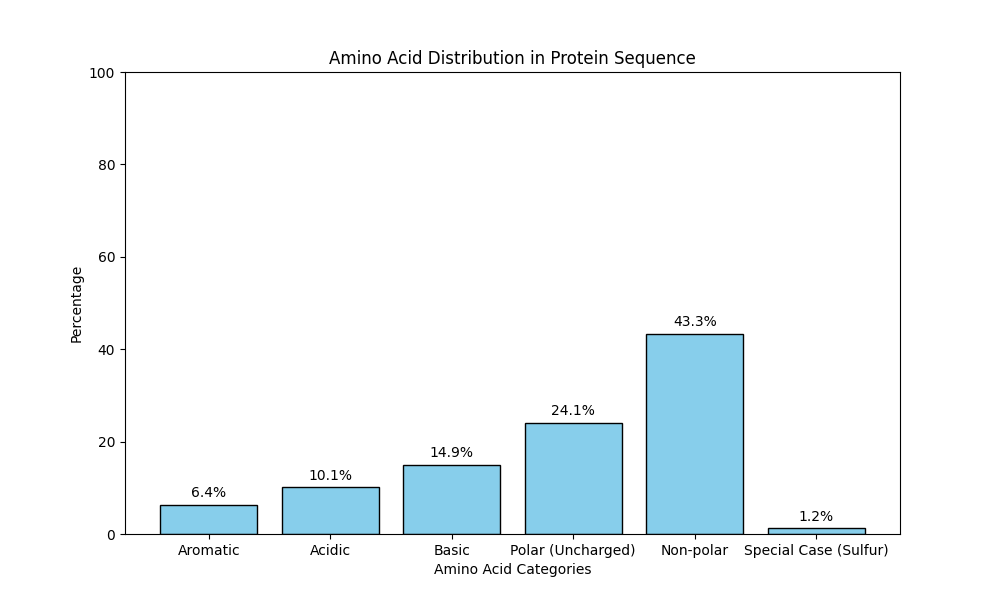 Amino Acid Distribution in Protein Sequence
Percentage
100
80
60
40
20
0
6.4%
10.1%
14.9%
24.1%
43.3%
1.2%
Aromatic
Acidic
Basic
Polar (Uncharged)
Non-polar
Special Case (Sulfur)
Amino Acid Categories